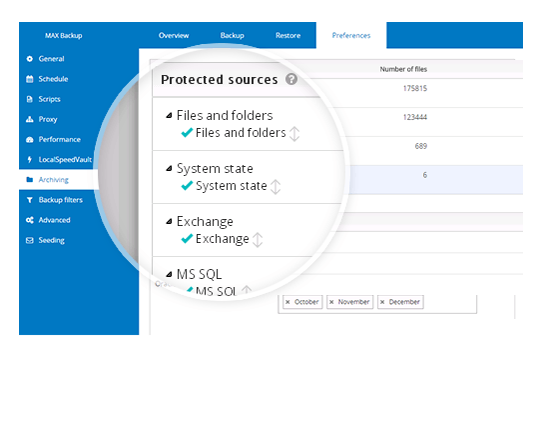 MAX Backup
Overview
Backup
Restore
Preferences
General
Schedule
Scripts
Proxy
Performance
LocalSpeedVault
Archiving
Backup filters
Advanced
Seeding
Protected sources ?
Files and folders
Files and folders
System state
System state
Exchange
Exchange
MS SQL
MS SQL
Number of files
175815
123444
689
6
× October × November × December